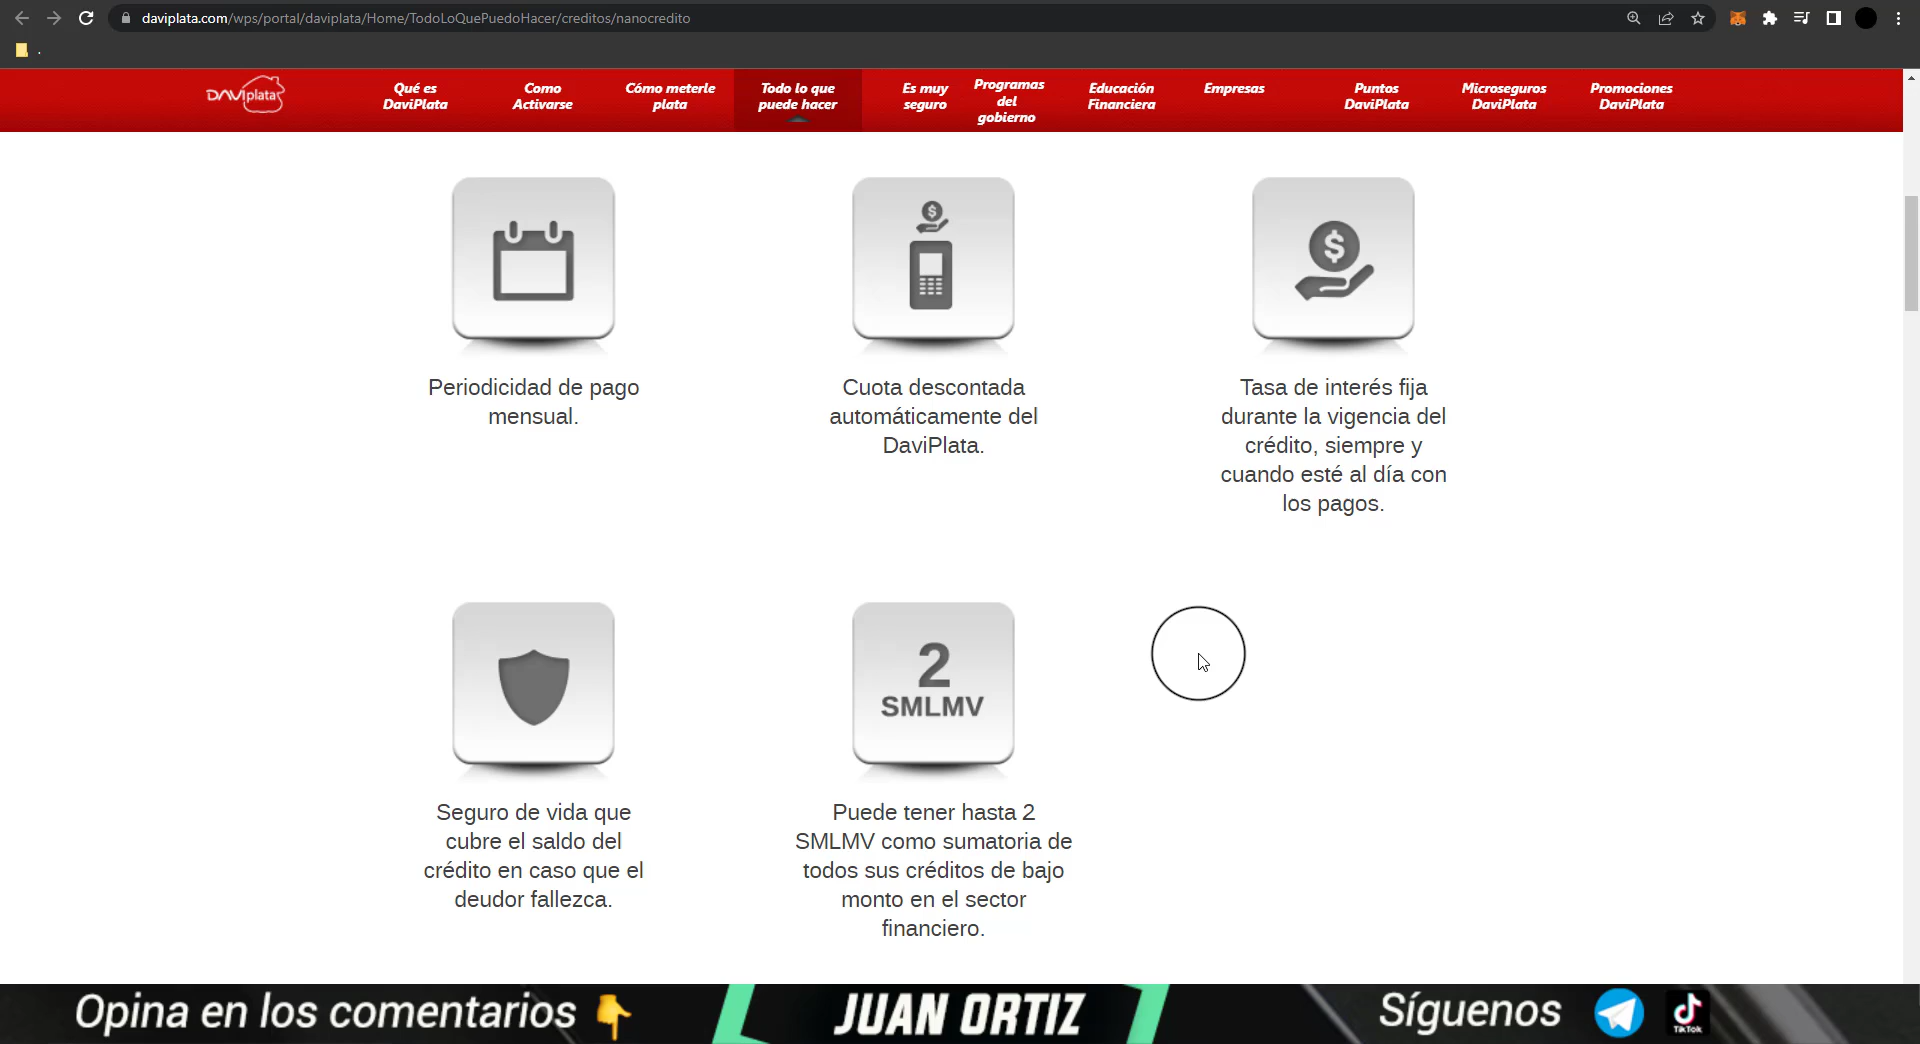 daviplata.com/wps/portal/daviplata/Home/TodoLoQuePuedoHacer/creditos/nanocredito
.
DAVIplata
Qué es
DaviPlata
Como
Activarse
Cómo meterle
plata
Todo lo que
puede hacer
Es muy
seguro
Programas
del
gobierno
Educación
Financiera
Empresas
Puntos
DaviPlata
Microseguros
DaviPlata
Promociones
DaviPlata
$
$
Periodicidad de pago
mensual.
Cuota descontada
automáticamente del
DaviPlata.
Tasa de interés fija
durante la vigencia del
crédito, siempre y
cuando esté al día con
los pagos.
2
SMLMV
Seguro de vida que
cubre el saldo del
crédito en caso que el
deudor fallezca.
Puede tener hasta 2
SMLMV como sumatoria de
todos sus créditos de bajo
monto en el sector
financiero.
Opina en los comentarios
JUAN ORTIZ
Síguenos
TikTok